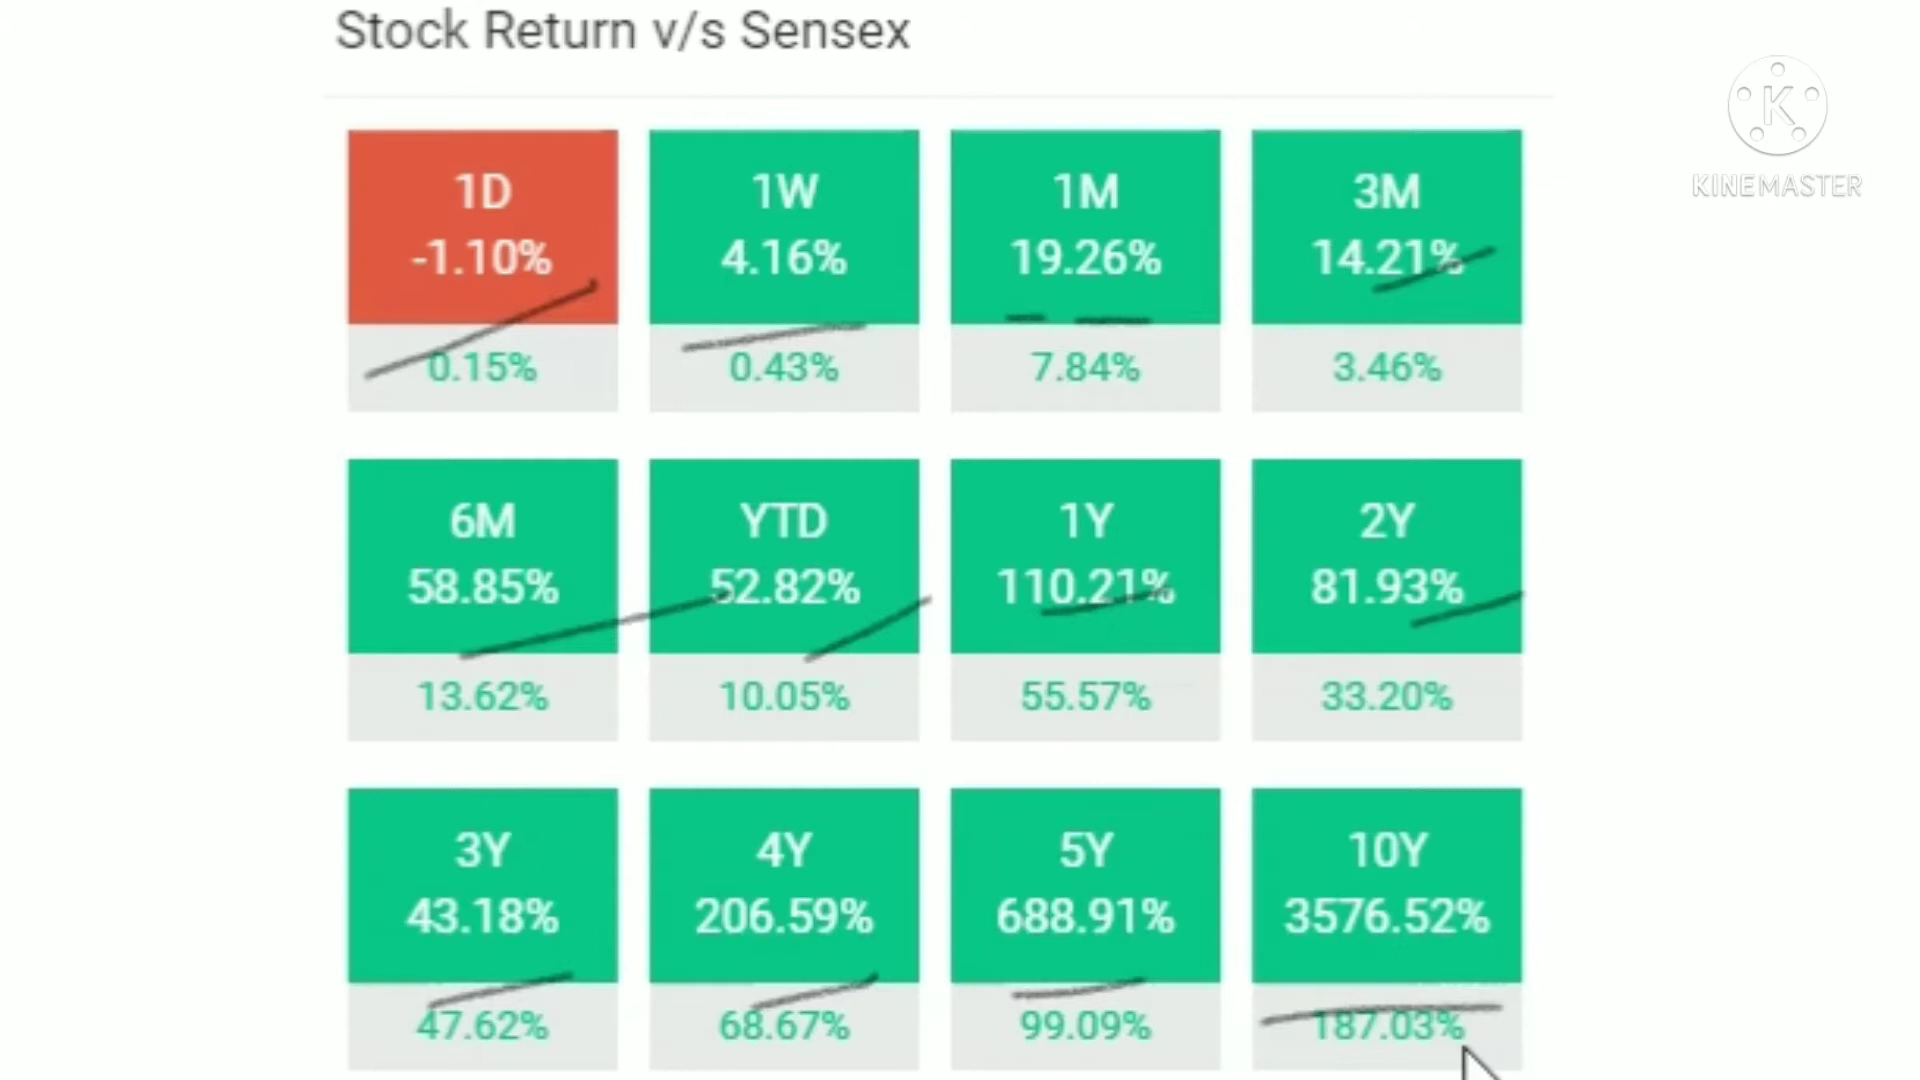 Stock Return v/s Sensex
K
KINEMASTER
1D
-1.10%
0.15%
1W
4.16%
0.43%
1M
19.26%
7.84%
3M
14.21%
3.46%
6M
58.85%
13.62%
YTD
52.82%
10.05%
1Y
110.21%
55.57%
2Y
81.93%
33.20%
3Y
43.18%
47.62%
4Y
206.59%
68.67%
5Y
688.91%
99.09%
10Y
3576.52%
187.03%